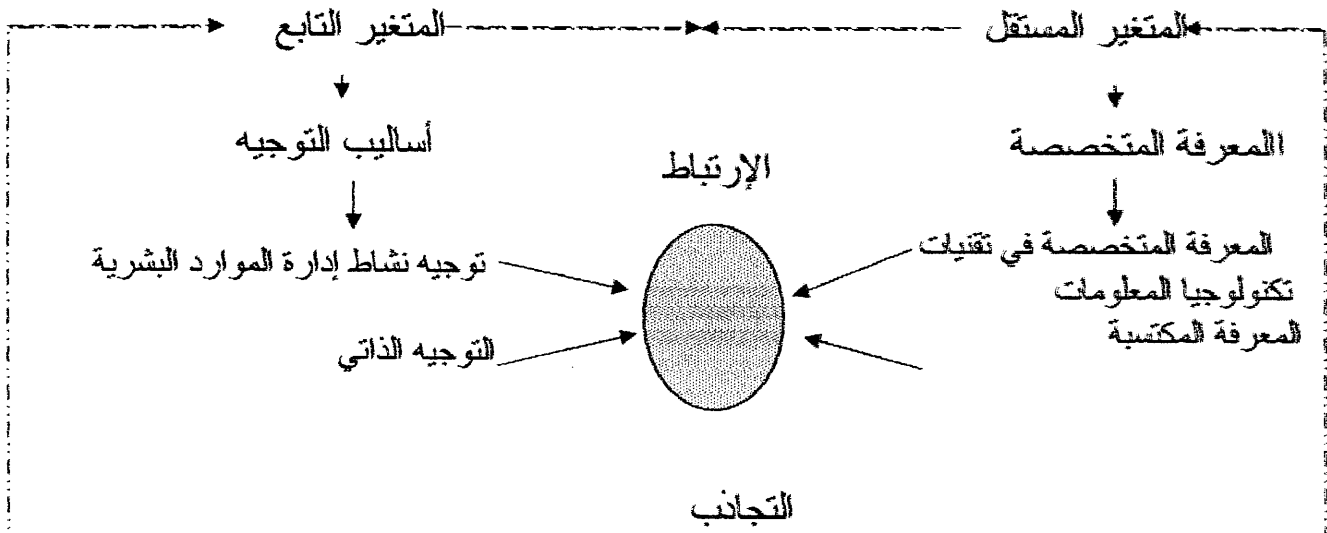 المتغير المستقل
المتغير التابع
االمعرفة المتخصصة
أساليب التوجيه
الإرتباط
المعرفة المتخصصة في تقنيات
تكنولوجيا المعلومات
المعرفة المكتسبة
توجيه نشاط إدارة الموارد البشرية
التوجيه الذاتي
التجاذب